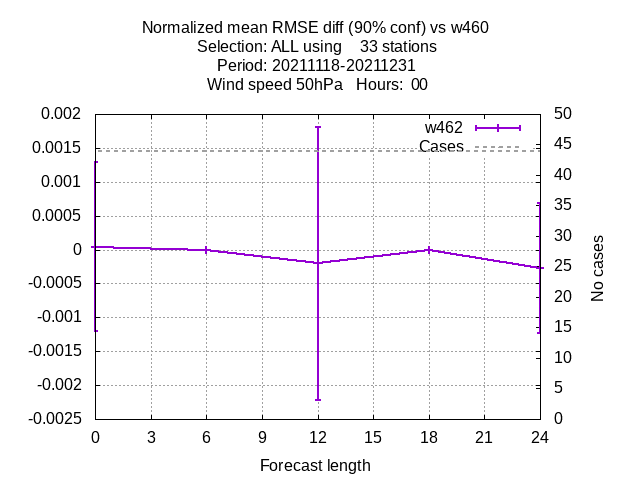 Normalized mean RMSE diff (90% conf) vs w460
Selection: ALL using    33 stations
Period: 20211118-20211231
Wind speed 50hPa   Hours:  00
w462
Cases
0.002
0.0015
0.001
0.0005
0
-0.0005
-0.001
-0.0015
-0.002
-0.0025
50
45
40
35
30
25
20
15
10
5
0
No cases
0 3 6 9 12 15 18 21 24
Forecast length